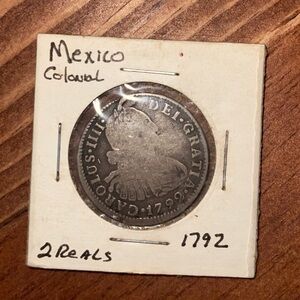 Mexico
Colonial
CAROLUS·IIII· DEI·GRATIA·
·1792·
2 REALS
1792